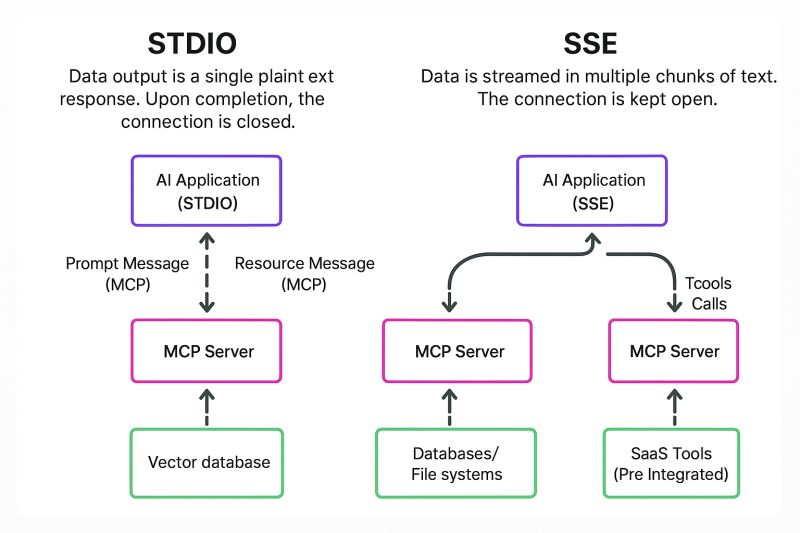 STDIO
Data output is a single plaint ext
response. Upon completion, the
connection is closed.
AI Application
(STDIO)
Prompt Message
(MCP)
Resource Message
(MCP)
MCP Server
Vector database
SSE
Data is streamed in multiple chunks of text.
The connection is kept open.
AI Application
(SSE)
Tcools
Calls
MCP Server
MCP Server
Databases/
File systems
SaaS Tools
(Pre Integrated)